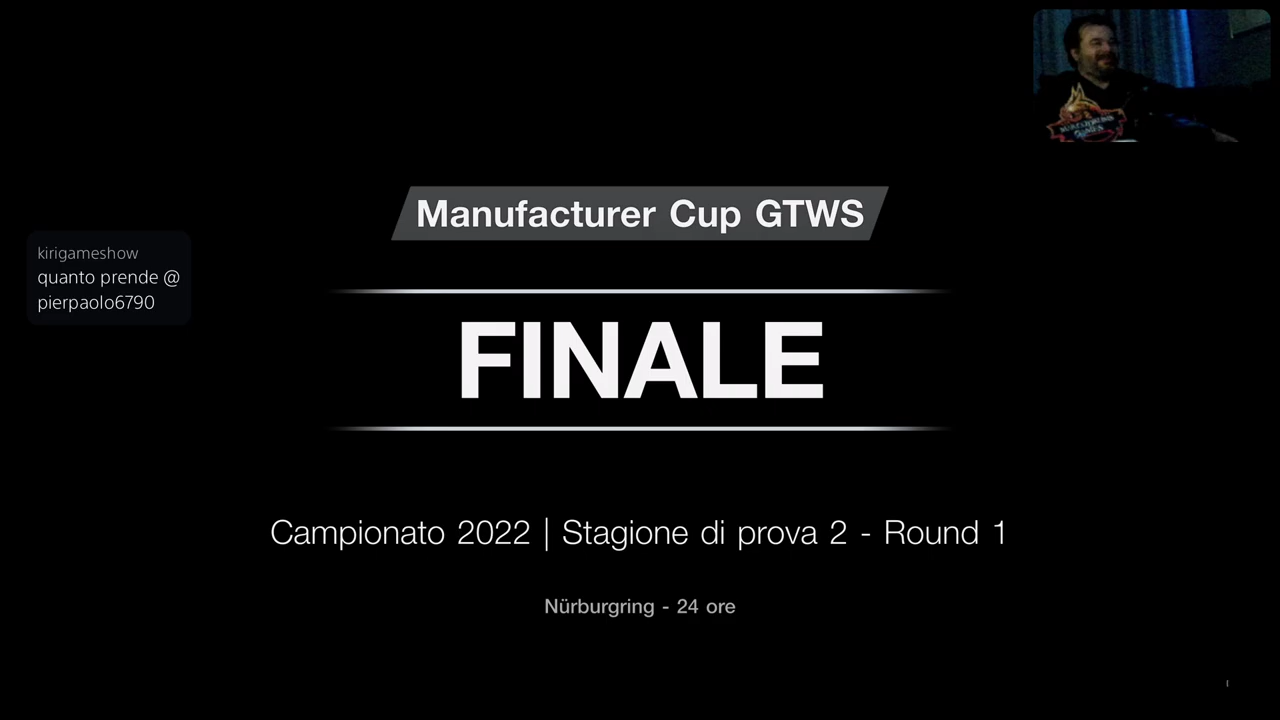 Manufacturer Cup GTWS
kirigameshow
quanto prende @
pierpaolo6790
FINALE
Campionato 2022 | Stagione di prova 2 - Round 1
Nürburgring - 24 ore